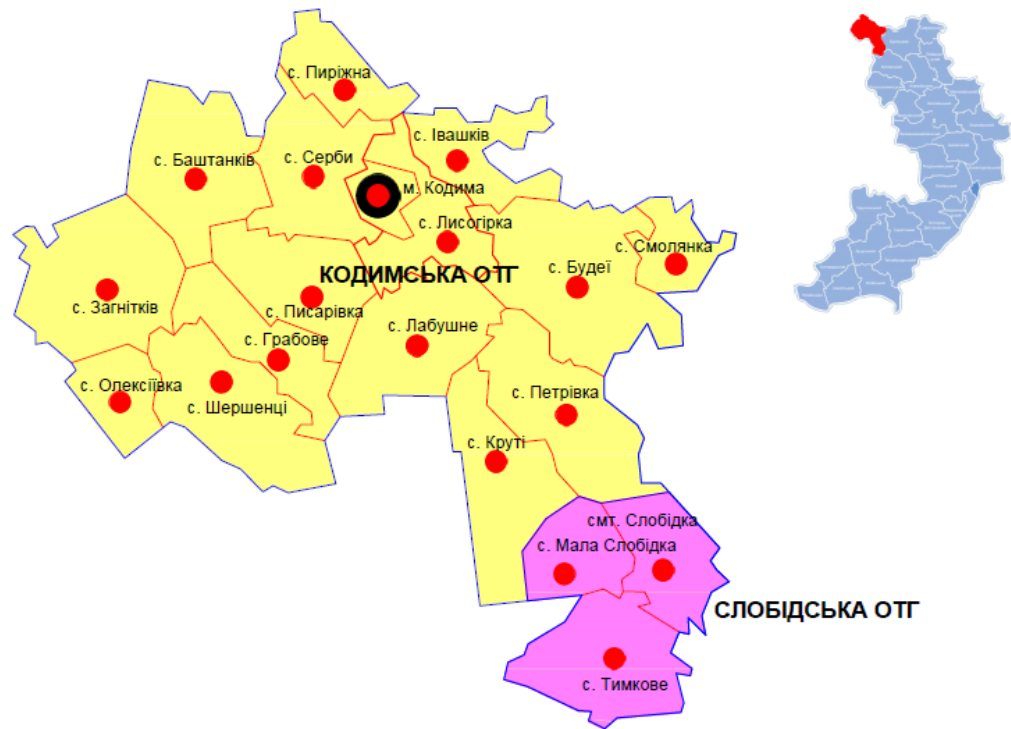 с. Пиріжна
с. Івашків
с. Баштанків
с. Серби
м. Кодима
с. Лисогірка
с. Смолянка
КОДИМСЬКА ОТГ
с. Будеї
с. Загнітків
с. Писарівка
с. Лабушне
с. Грабове
с. Олексіївка
с. Шершенці
с. Петрівка
с. Круті
смт. Слобідка
с. Мала Слобідка
СЛОБІДСЬКА ОТГ
с. Тимкове